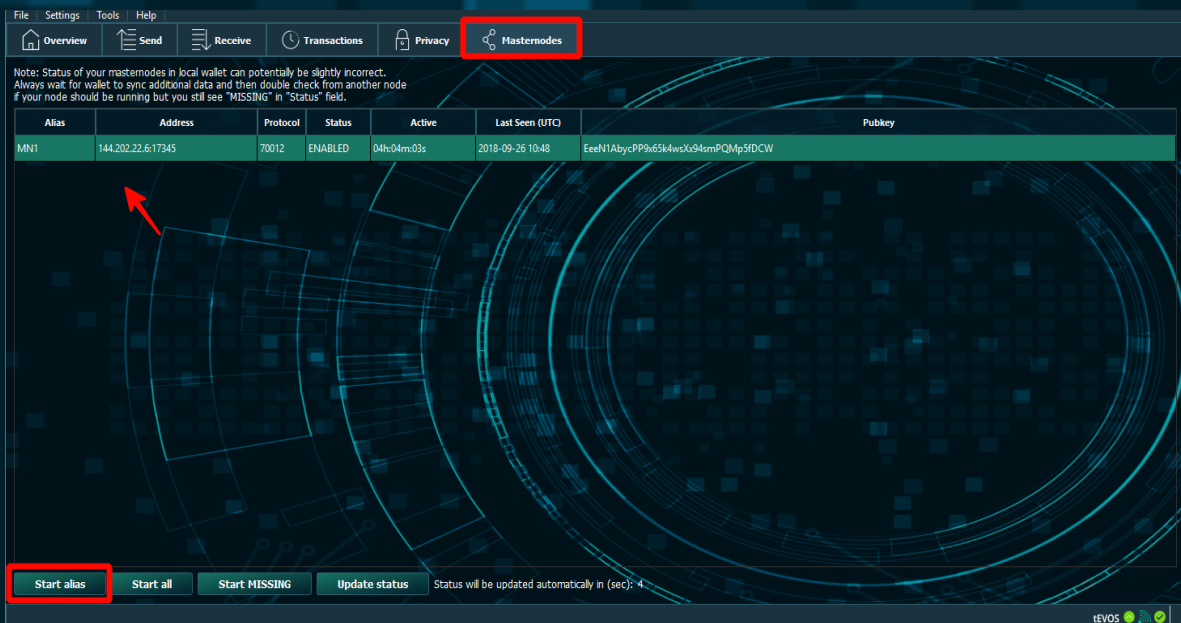 File Settings Tools Help
Overview Send Receive Transactions Privacy Masternodes
Note: Status of your masternodes in local wallet can potentially be slightly incorrect.
Always wait for wallet to sync additional data and then double check from another node
if your node should be running but you still see "MISSING" in "Status" field.
Alias Address Protocol Status Active Last Seen (UTC) Pubkey
MN1 144.202.22.6:17345 70012 ENABLED 04h:04m:03s 2018-09-26 10:48 EeeN1AbycPP9x65k4wsXx94smPQMp5fDCW
Start alias Start all Start MISSING Update status Status will be updated automatically in (sec): 4
tEVOS